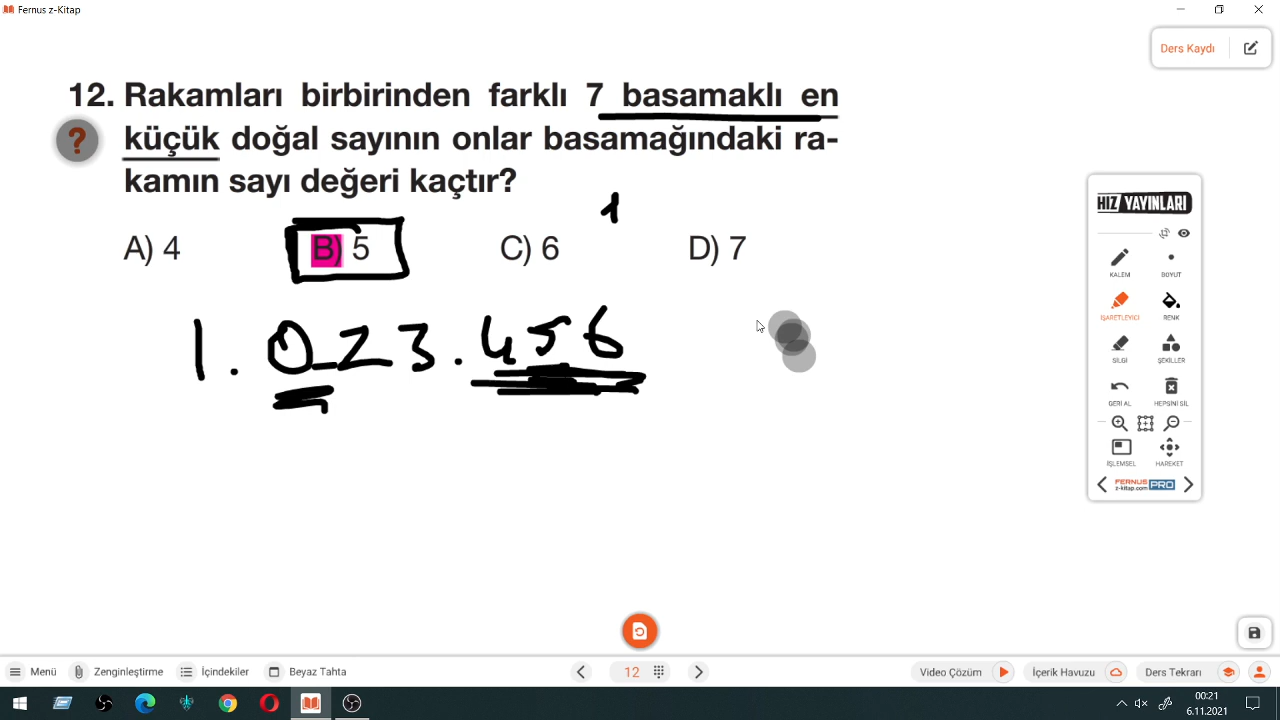 Fernus z-Kitap
Ders Kaydı
12. Rakamları birbirinden farklı 7 basamaklı en
küçük doğal sayının onlar basamağındaki ra-
kamın sayı değeri kaçtır?
?
1
A) 4 B) 5 C) 6 D) 7
1.023.456
HIZ YAYINLARI
KALEM BOYUT
İŞARETLEYİCİ RENK
SİLGİ ŞEKİLLER
GERİ AL HEPSİNİ SİL
İŞLEMSEL HAREKET
FERNUS
z-kitap.com PRO
Menü Zenginleştirme İçindekiler Beyaz Tahta 12 Video Çözüm İçerik Havuzu Ders Tekrarı
00:21
6.11.2021